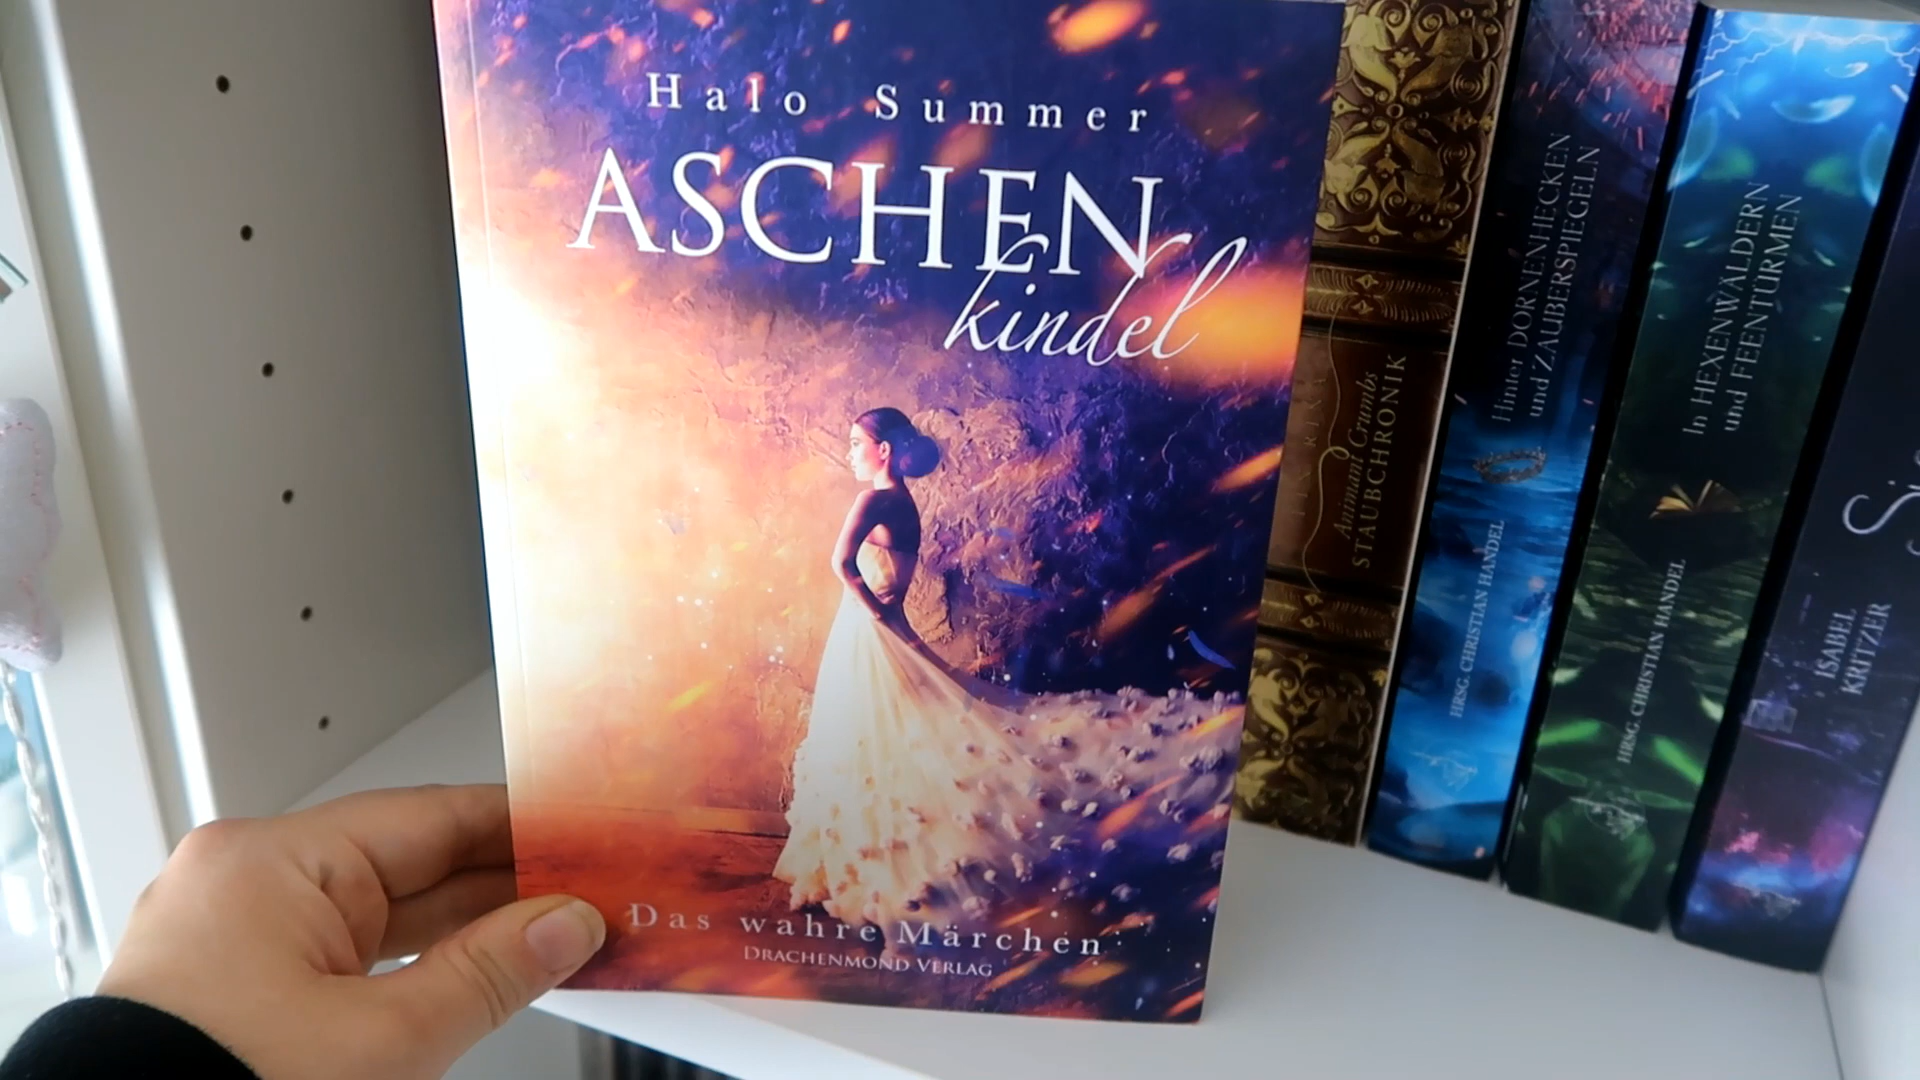 Halo Summer
ASCHEN
kindel
Das wahre Märchen
DRACHENMOND VERLAG
Animant Crumbs
STAUBCHRONIK
Hinter DORNENHECKEN
und ZAUBERSPIEGELN
HRSG. CHRISTIAN HANDEL
In HEXENWÄLDERN
und FEENTÜRMEN
HRSG. CHRISTIAN HANDEL
ISABEL
KRITZER